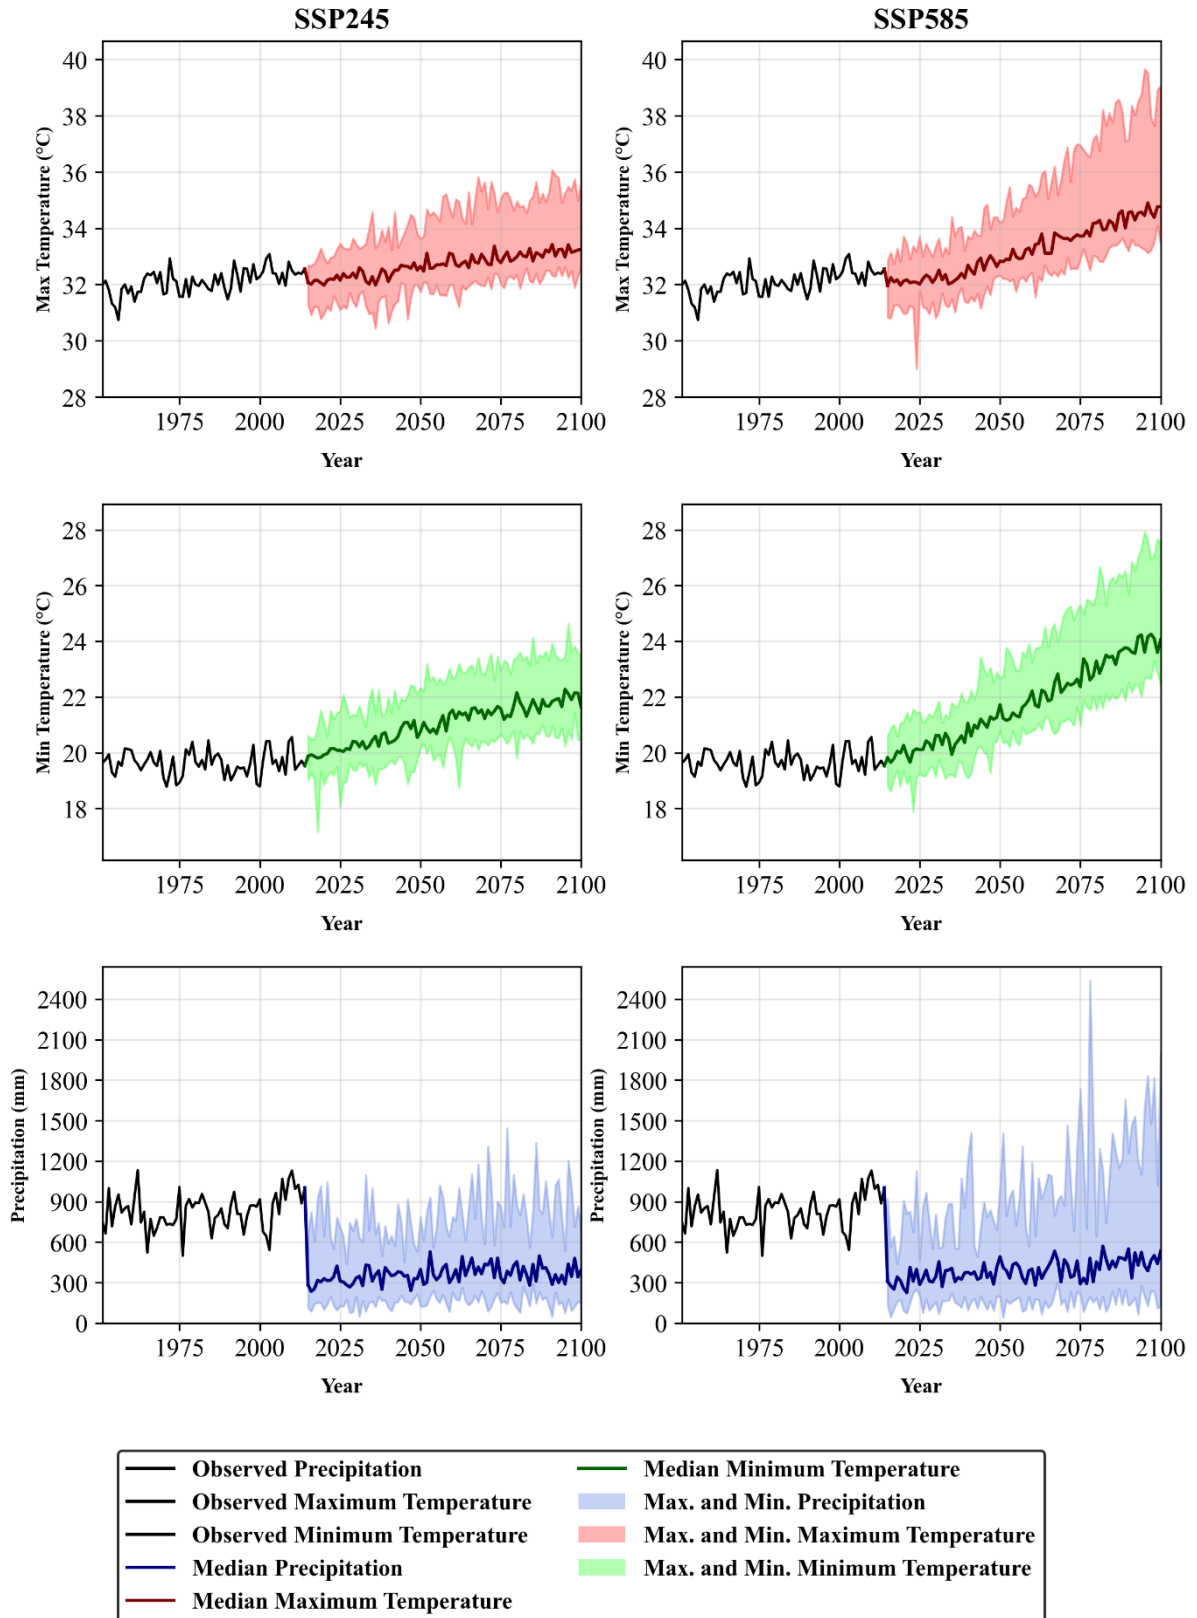 SSP245
SSP585
Max Temperature (°C)
40
38
36
34
32
30
28
1975 2000 2025 2050 2075 2100
Year
Max Temperature (°C)
40
38
36
34
32
30
28
1975 2000 2025 2050 2075 2100
Year
Min Temperature (°C)
28
26
24
22
20
18
1975 2000 2025 2050 2075 2100
Year
Min Temperature (°C)
28
26
24
22
20
18
1975 2000 2025 2050 2075 2100
Year
Precipitation (mm)
2400
2100
1800
1500
1200
900
600
300
0
1975 2000 2025 2050 2075 2100
Year
Precipitation (mm)
2400
2100
1800
1500
1200
900
600
300
0
1975 2000 2025 2050 2075 2100
Year
Observed Precipitation
Observed Maximum Temperature
Observed Minimum Temperature
Median Precipitation
Median Maximum Temperature
Median Minimum Temperature
Max. and Min. Precipitation
Max. and Min. Maximum Temperature
Max. and Min. Minimum Temperature